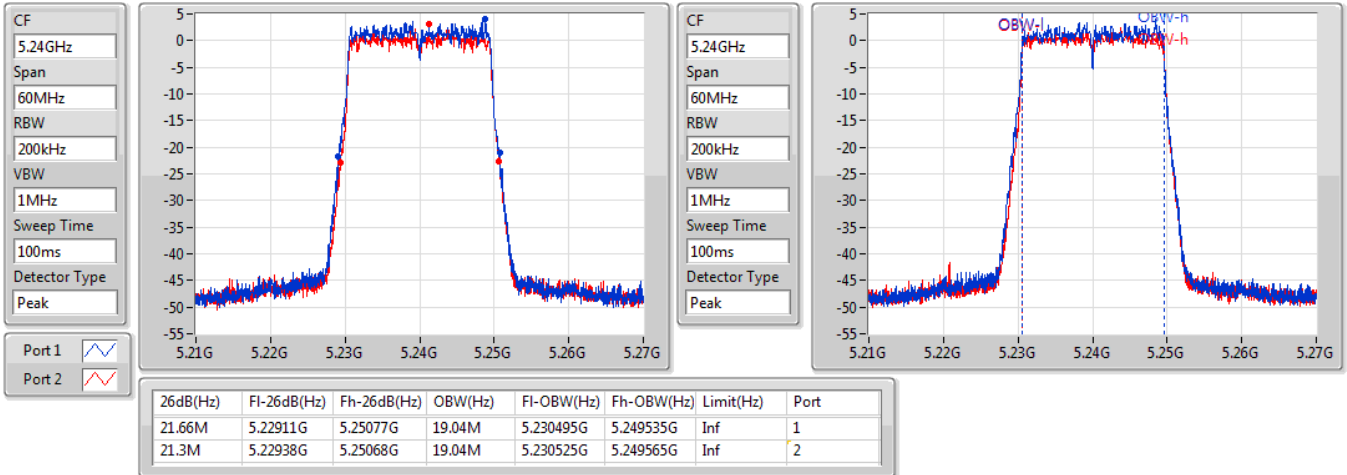 CF
5.24GHz
Span
60MHz
RBW
200kHz
VBW
1MHz
Sweep Time
100ms
Detector Type
Peak
5
0
-5
-10
-15
-20
-25
-30
-35
-40
-45
-50
-55
5.21G 5.22G 5.23G 5.24G 5.25G 5.26G 5.27G
CF
5.24GHz
Span
60MHz
RBW
200kHz
VBW
1MHz
Sweep Time
100ms
Detector Type
Peak
5
0
-5
-10
-15
-20
-25
-30
-35
-40
-45
-50
-55
OBW-l
OBW-h
OBW-h
5.21G 5.22G 5.23G 5.24G 5.25G 5.26G 5.27G
Port 1
Port 2
26dB(Hz) Fl-26dB(Hz) Fh-26dB(Hz) OBW(Hz) Fl-OBW(Hz) Fh-OBW(Hz) Limit(Hz) Port
21.66M 5.22911G 5.25077G 19.04M 5.230495G 5.249535G Inf 1
21.3M 5.22938G 5.25068G 19.04M 5.230525G 5.249565G Inf 2